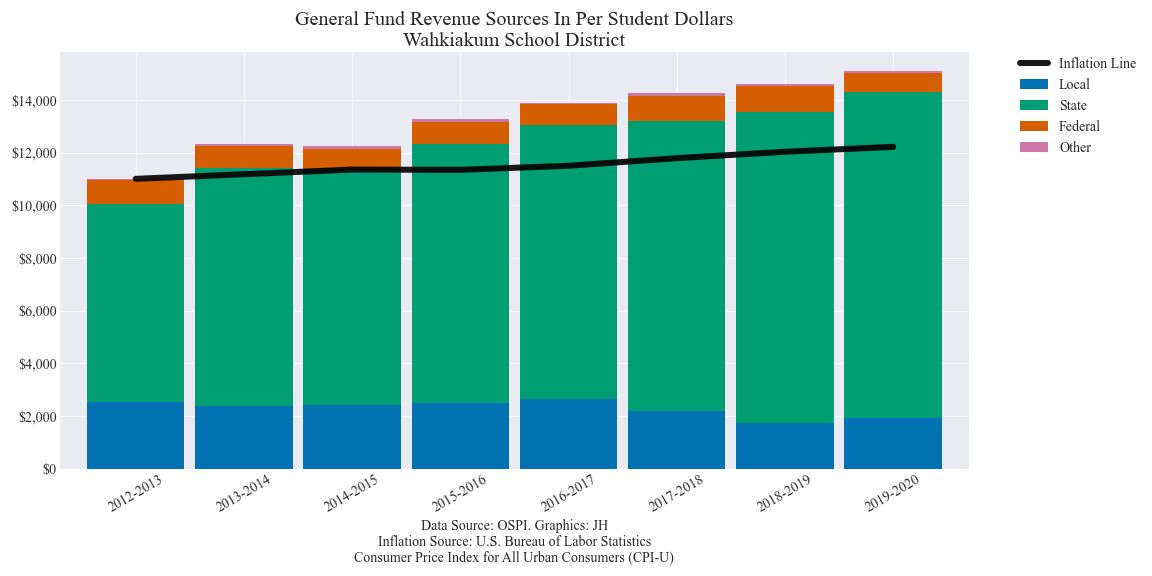 General Fund Revenue Sources In Per Student Dollars
Wahkiakum School District
Inflation Line
Local
State
Federal
Other
$14,000
$12,000
$10,000
$8,000
$6,000
$4,000
$2,000
$0
2012-2013
2013-2014
2014-2015
2015-2016
2016-2017
2017-2018
2018-2019
2019-2020
Data Source: OSPI. Graphics: JH
Inflation Source: U.S. Bureau of Labor Statistics
Consumer Price Index for All Urban Consumers (CPI-U)